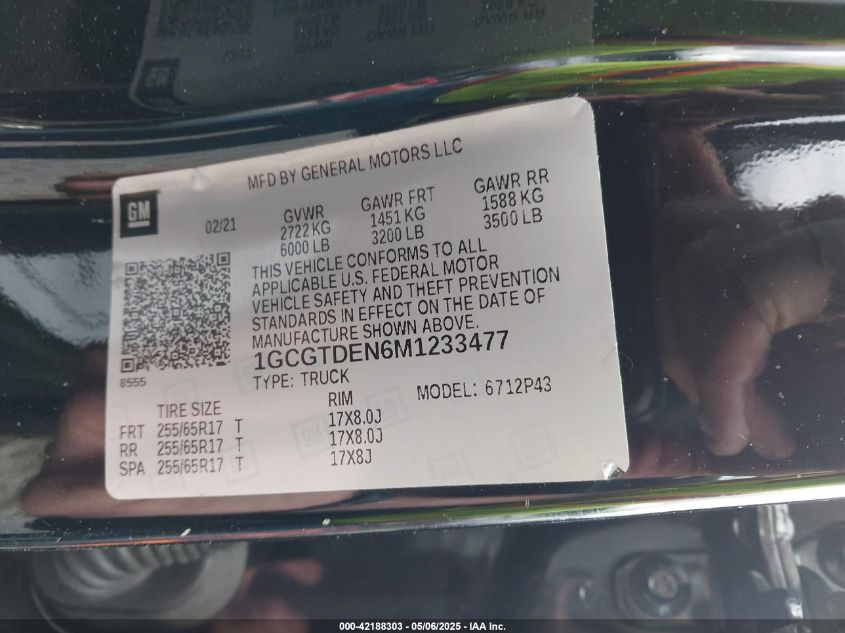 MFD BY GENERAL MOTORS LLC
GM
02/21
GVWR GAWR FRT GAWR RR
2722 KG 1451 KG 1588 KG
6000 LB 3200 LB 3500 LB
THIS VEHICLE CONFORMS TO ALL
APPLICABLE U.S. FEDERAL MOTOR
VEHICLE SAFETY AND THEFT PREVENTION
STANDARDS IN EFFECT ON THE DATE OF
MANUFACTURE SHOWN ABOVE.
1GCGTDEN6M1233477
8555
TYPE: TRUCK MODEL: 6712P43
TIRE SIZE RIM
FRT 255/65R17 T 17X8.0J
RR 255/65R17 T 17X8.0J
SPA 255/65R17 T 17X8J
000-42188303 - 05/06/2025 - IAA Inc.